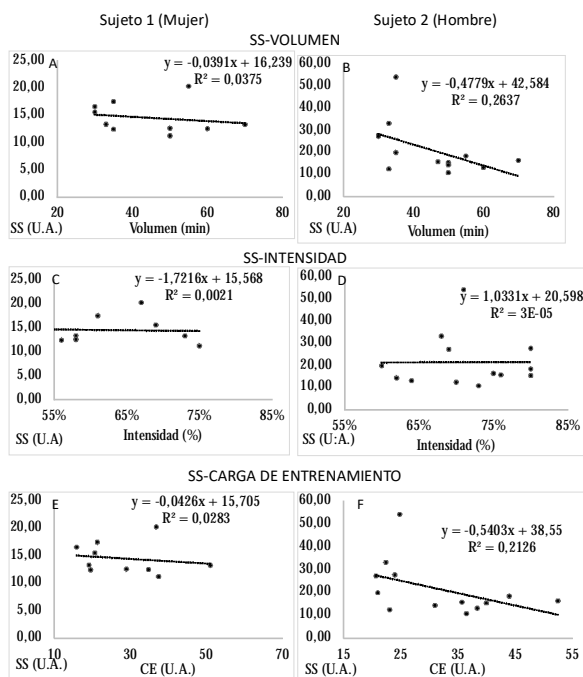 Sujeto 1 (Mujer) Sujeto 2 (Hombre)
SS-VOLUMEN
A
y = -0,0391x + 16,239
R² = 0,0375
25,00
20,00
15,00
10,00
5,00
0,00
20 40 60 80
SS (U.A.) Volumen (min)
B
y = -0,4779x + 42,584
R² = 0,2637
60,00
50,00
40,00
30,00
20,00
10,00
0,00
20 40 60 80
SS (U.A.) Volumen (min)
SS-INTENSIDAD
C
y = -1,7216x + 15,568
R² = 0,0021
25,00
20,00
15,00
10,00
5,00
0,00
55% 65% 75% 85%
SS (U.A) Intensidad (%)
D
y = 1,0331x + 20,598
R² = 3E-05
60,00
50,00
40,00
30,00
20,00
10,00
0,00
55% 65% 75% 85%
SS (U:A.) Intensidad (%)
SS-CARGA DE ENTRENAMIENTO
E
y = -0,0426x + 15,705
R² = 0,0283
25,00
20,00
15,00
10,00
5,00
0,00
10 30 50 70
SS (U.A.) CE (U.A.)
F
y = -0,5403x + 38,55
R² = 0,2126
60,00
50,00
40,00
30,00
20,00
10,00
0,00
15 25 35 45 55
SS (U.A.) CE (U.A.)